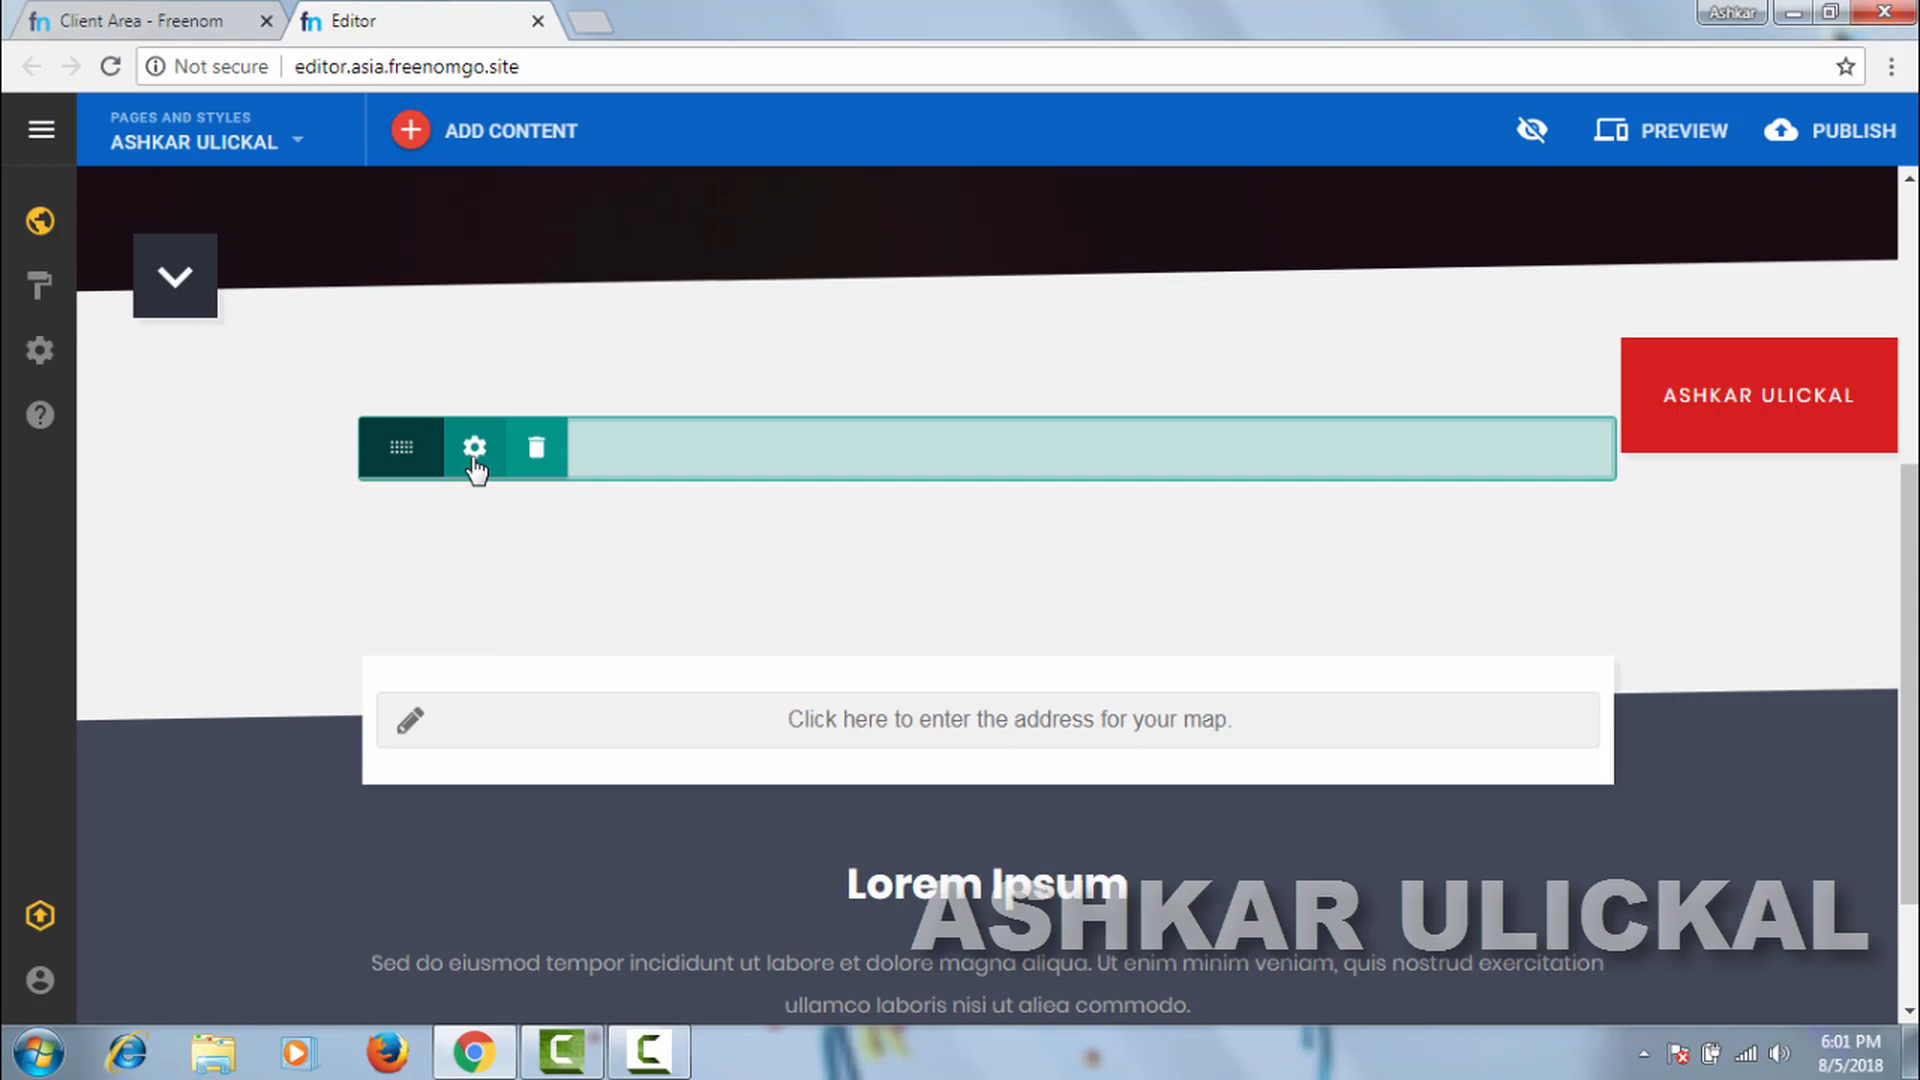 Client Area - Freenom
Editor
Ashkar
Not secure
editor.asia.freenomgo.site
PAGES AND STYLES
ASHKAR ULICKAL
ADD CONTENT
PREVIEW
PUBLISH
ASHKAR ULICKAL
Click here to enter the address for your map.
Lorem Ipsum
ASHKAR ULICKAL
Sed do eiusmod tempor incididunt ut labore et dolore magna aliqua. Ut enim minim veniam, quis nostrud exercitation
ullamco laboris nisi ut aliea commodo.
6:01 PM
8/5/2018